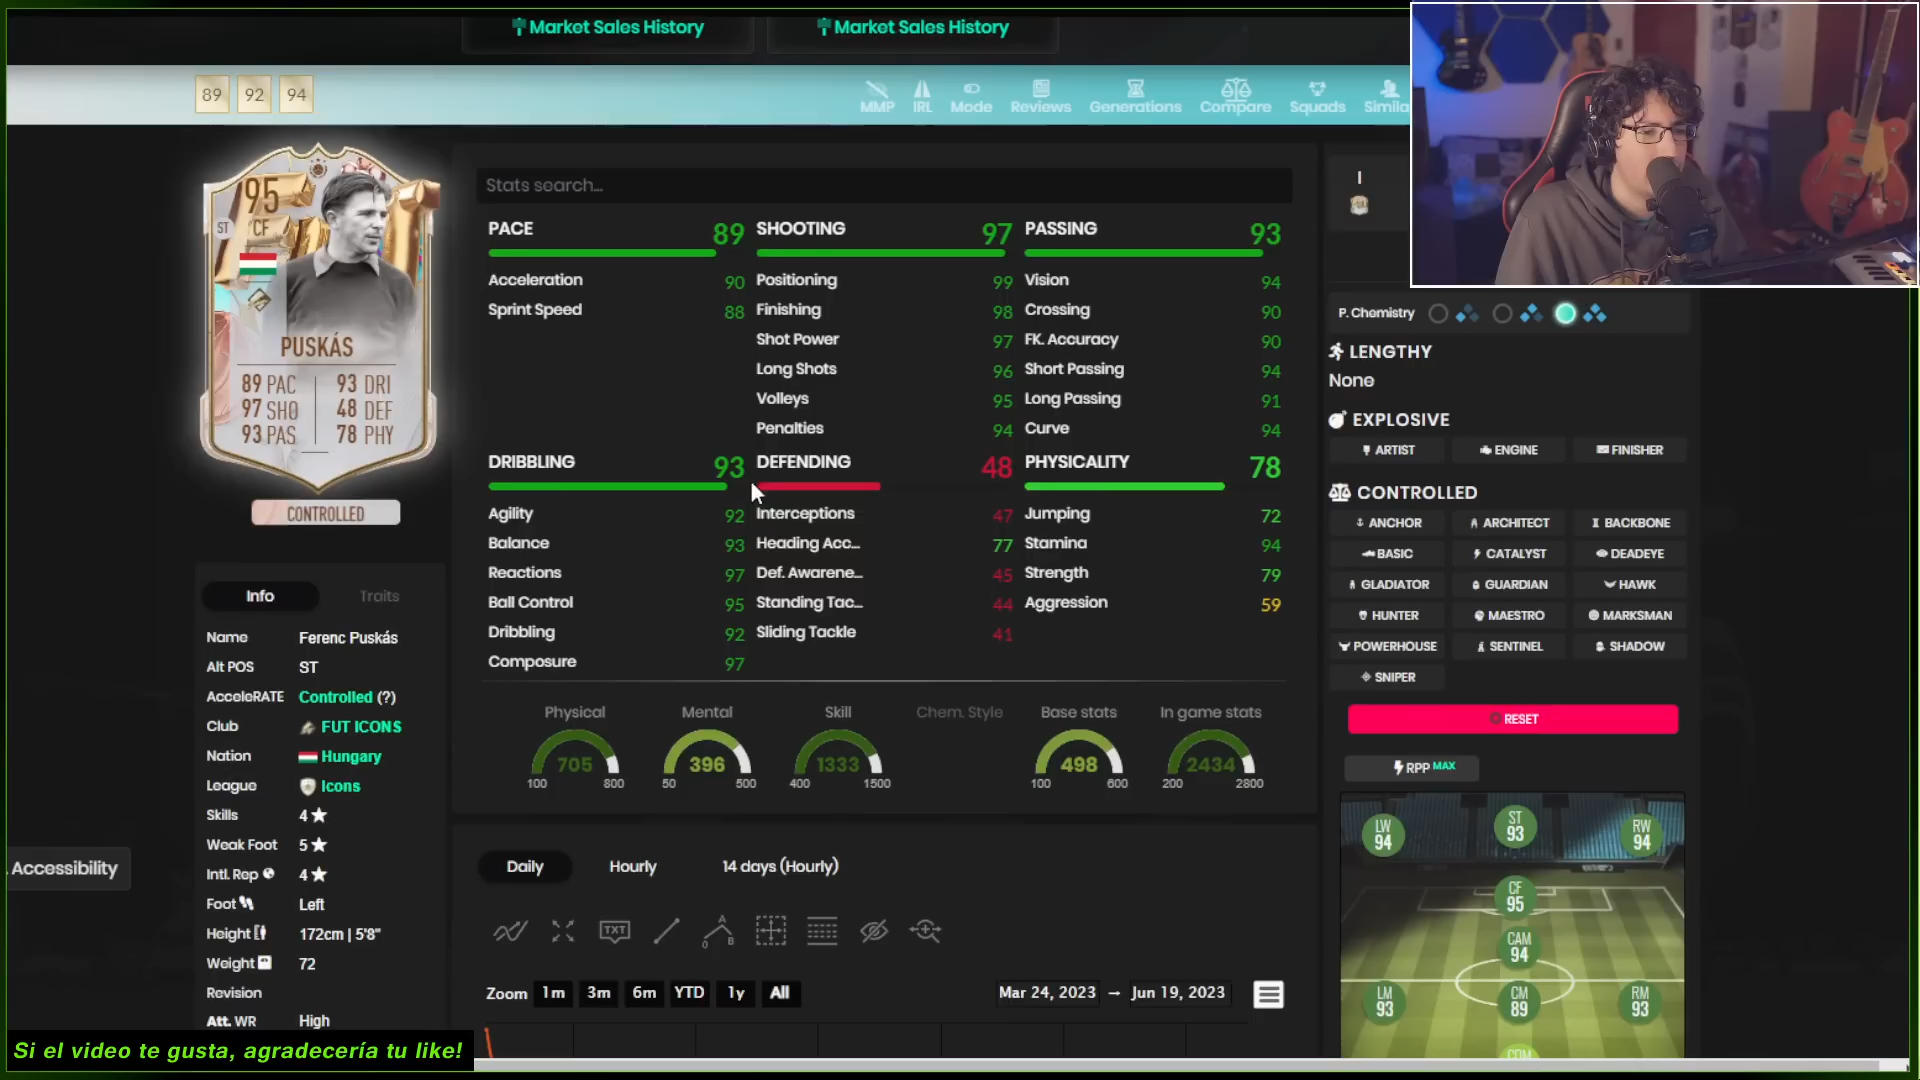 Market Sales History
Market Sales History
89 92 94
MMP IRL Mode Reviews Generations Compare Squads
95
ST CF
PUSKÁS
89 PAC 93 DRI
97 SHO 48 DEF
93 PAS 78 PHY
CONTROLLED
Info Traits
Name Ferenc Puskás
Alt POS ST
AcceleRATE Controlled (?)
Club FUT ICONS
Nation Hungary
League Icons
Skills 4
Weak Foot 5
Intl. Rep 4
Foot Left
Height 172cm | 5'8"
Weight 72
Revision
Att. WR High
Accessibility
Stats search...
PACE 89
Acceleration 90
Sprint Speed 88
SHOOTING 97
Positioning 99
Finishing 98
Shot Power 97
Long Shots 96
Volleys 95
Penalties 94
PASSING 93
Vision 94
Crossing 90
FK. Accuracy 90
Short Passing 94
Long Passing 91
Curve 94
DRIBBLING 93
Agility 92
Balance 93
Reactions 97
Ball Control 95
Dribbling 92
Composure 97
DEFENDING 48
Interceptions 47
Heading Acc... 77
Def. Awarene... 45
Standing Tac... 44
Sliding Tackle 41
PHYSICALITY 78
Jumping 72
Stamina 94
Strength 79
Aggression 59
Physical Mental Skill Chem. Style Base stats In game stats
705 396 1333 498 2434
100 800 50 500 400 1500 100 600 200 2800
Daily Hourly 14 days (Hourly)
TXT
A
O B
Zoom 1m 3m 6m YTD 1y All
Mar 24, 2023 → Jun 19, 2023
I
P. Chemistry
LENGTHY
None
EXPLOSIVE
ARTIST ENGINE FINISHER
CONTROLLED
ANCHOR ARCHITECT BACKBONE
BASIC CATALYST DEADEYE
GLADIATOR GUARDIAN HAWK
HUNTER MAESTRO MARKSMAN
POWERHOUSE SENTINEL SHADOW
SNIPER
RESET
RPP MAX
LW 94
ST 93
RW 94
CF 95
CAM 94
LM 93
CM 89
RM 93
Si el video te gusta, agradecería tu like!